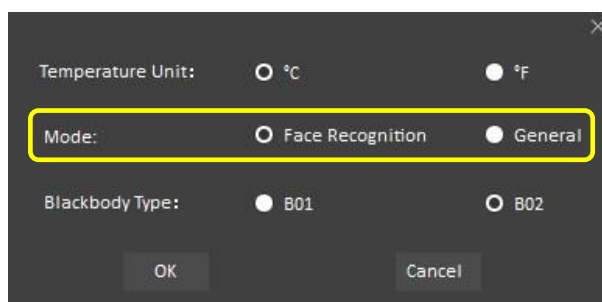 Temperature Unit: °C °F
Mode: Face Recognition General
Blackbody Type: B01 B02
OK Cancel